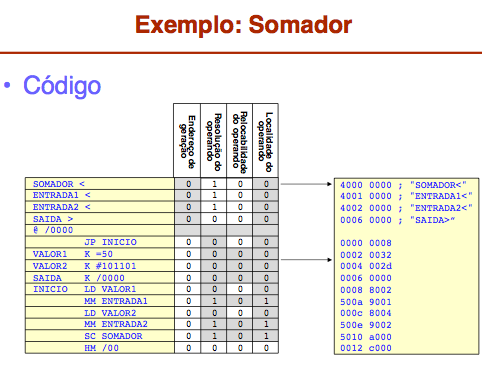 Exemplo: Somador
• Código
Endereço de geração
Resolução do operando
Relocabilidade do operando
Localidade do operando
SOMADOR < 0 1 0 0
ENTRADA1 < 0 1 0 0
ENTRADA2 < 0 1 0 0
SAIDA > 0 0 0 0
@ /0000
JP INICIO 0 0 0 0
VALOR1 K =50 0 0 0 0
VALOR2 K #101101 0 0 0 0
SAIDA K /0000 0 0 0 0
INICIO LD VALOR1 0 0 0 0
MM ENTRADA1 0 1 0 1
LD VALOR2 0 0 0 0
MM ENTRADA2 0 1 0 1
SC SOMADOR 0 1 0 1
HM /00 0 0 0 0
4000 0000 ; "SOMADOR<"
4001 0000 ; "ENTRADA1<"
4002 0000 ; "ENTRADA2<"
0006 0000 ; "SAIDA>“
0000 0008
0002 0032
0004 002d
0006 0000
0008 8002
500a 9001
000c 8004
500e 9002
5010 a000
0012 c000